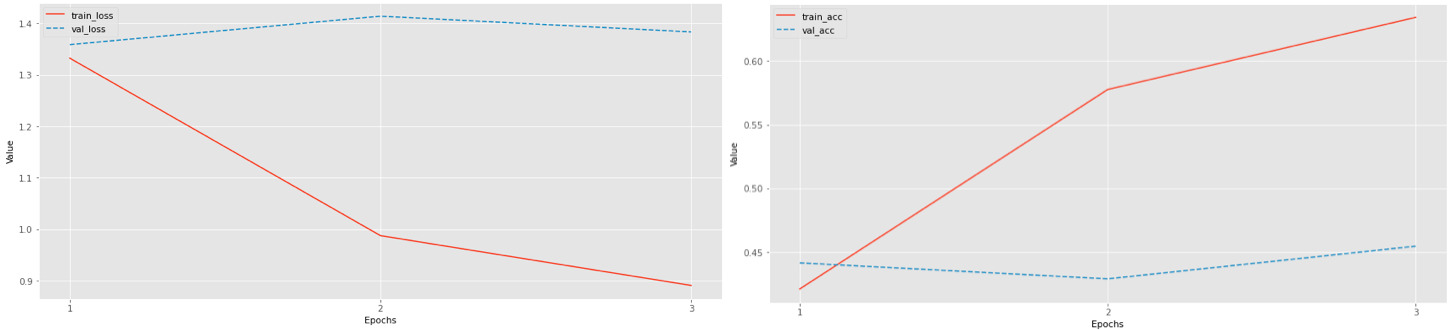 train_loss
val_loss
1.4
1.3
1.2
1.1
1.0
0.9
Value
1
2
3
Epochs
train_acc
val_acc
0.60
0.55
0.50
0.45
Value
1
2
3
Epochs